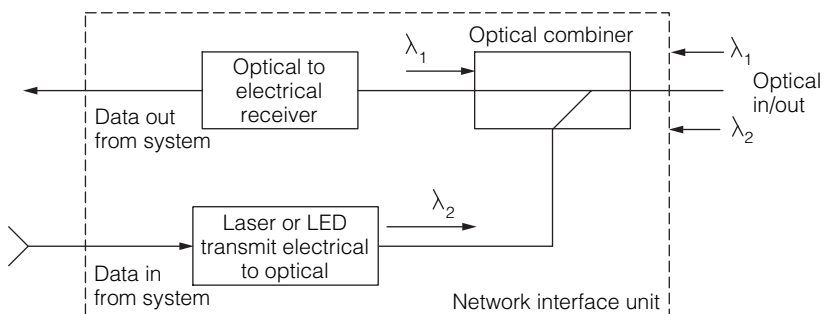 λ1
Optical combiner
λ1
Optical to
electrical
receiver
Optical
in/out
Data out
from system
λ2
Laser or LED
transmit electrical
to optical
λ2
Data in
from system
Network interface unit